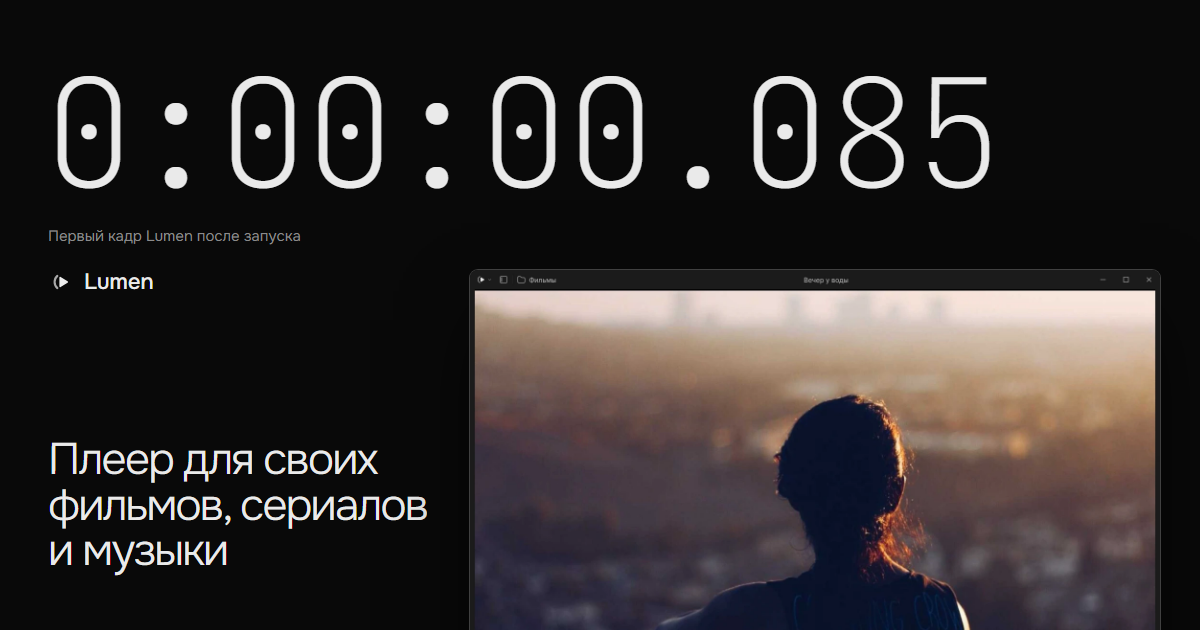 0:00:00.085
Первый кадр Lumen после запуска
Lumen
Фильмы
Вечер у воды
Плеер для своих
фильмов, сериалов
и музыки